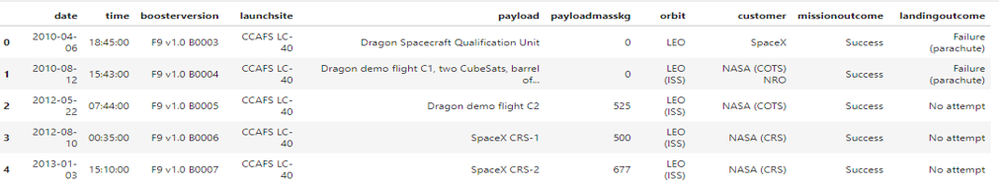 date time boosterversion launchsite payload payloadmasskg orbit customer missionoutcome landingoutcome
0 2010-04-06 18:45:00 F9 v1.0 B0003 CCAFS LC-40 Dragon Spacecraft Qualification Unit 0 LEO SpaceX Success Failure (parachute)
1 2010-08-12 15:43:00 F9 v1.0 B0004 CCAFS LC-40 Dragon demo flight C1, two CubeSats, barrel of... 0 LEO (ISS) NASA (COTS) NRO Success Failure (parachute)
2 2012-05-22 07:44:00 F9 v1.0 B0005 CCAFS LC-40 Dragon demo flight C2 525 LEO (ISS) NASA (COTS) Success No attempt
3 2012-08-10 00:35:00 F9 v1.0 B0006 CCAFS LC-40 SpaceX CRS-1 500 LEO (ISS) NASA (CRS) Success No attempt
4 2013-01-03 15:10:00 F9 v1.0 B0007 CCAFS LC-40 SpaceX CRS-2 677 LEO (ISS) NASA (CRS) Success No attempt